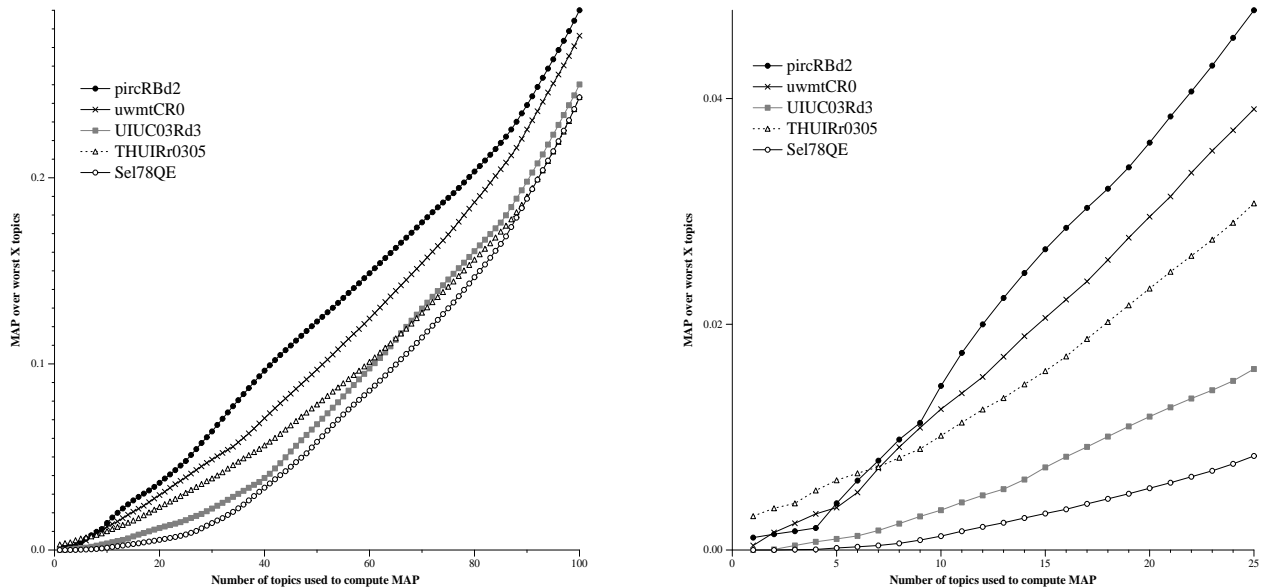 MAP over worst X topics
0.2
0.1
0.0
pircRBd2
uwmtCR0
UIUC03Rd3
THUIRr0305
Sel78QE
0 20 40 60 80 100
Number of topics used to compute MAP
MAP over worst X topics
0.04
0.02
0.00
pircRBd2
uwmtCR0
UIUC03Rd3
THUIRr0305
Sel78QE
0 5 10 15 20 25
Number of topics used to compute MAP